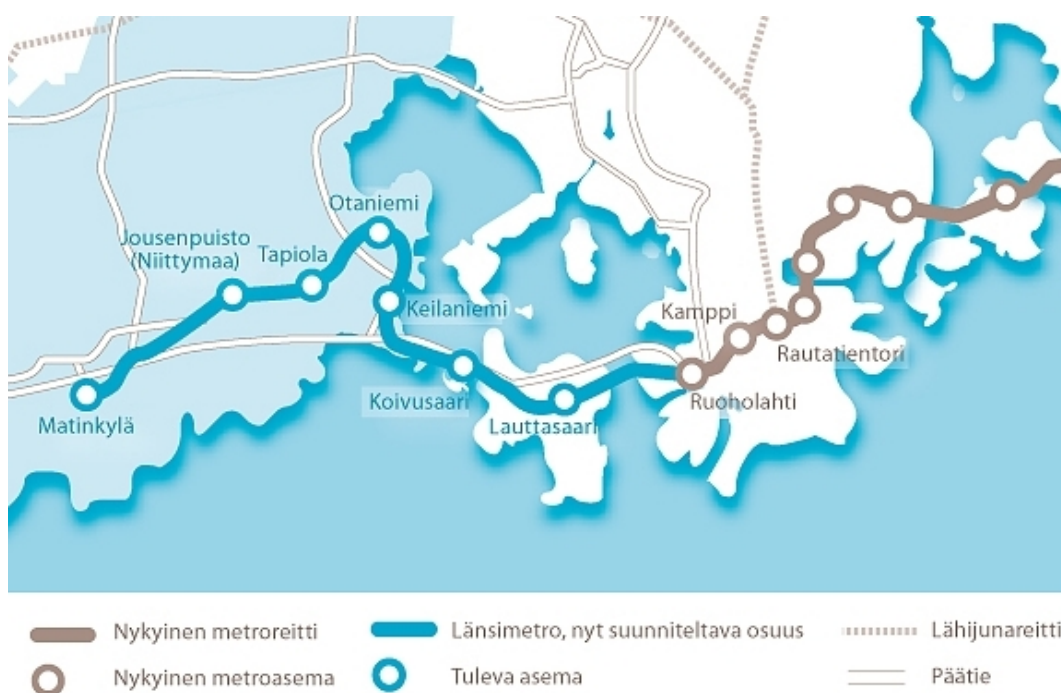 Otaniemi
Jousenpuisto
(Niittymaa)
Tapiola
Keilaniemi
Kamppi
Rautatientori
Koivusaari
Ruoholahti
Matinkylä
Lauttasaari
Nykyinen metroreitti
Länsimetro, nyt suunniteltava osuus
Lähijunareitti
Nykyinen metroasema
Tuleva asema
Päätie